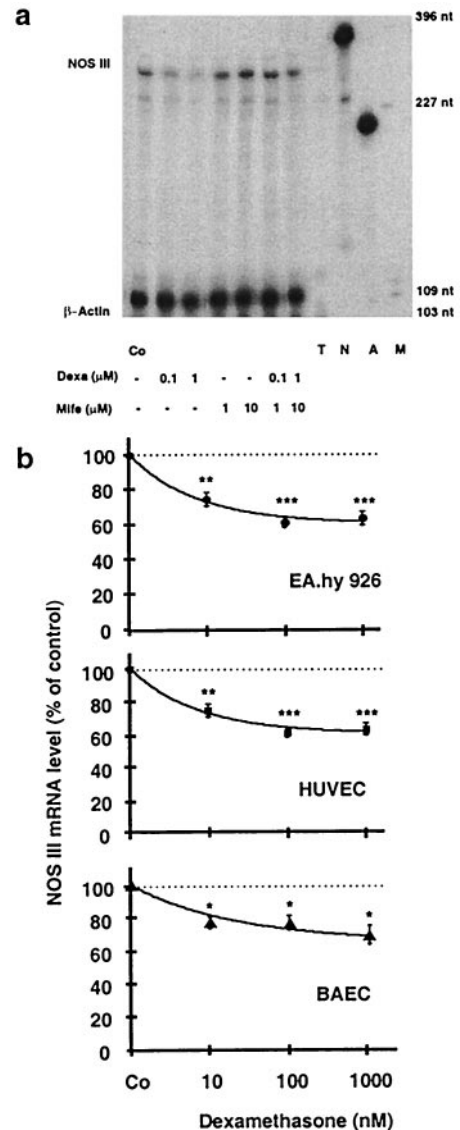 a
396 nt
NOS III
227 nt
109 nt
β-Actin
103 nt
Co T N A M
Dexa (μM) - 0.1 1 - - 0.1 1
Mife (μM) - - - 1 10 1 10
b
NOS III mRNA level (% of control)
100
80
60
40
20
0
** *** ***
EA.hy 926
100
80
60
40
20
0
** *** ***
HUVEC
100
80
60
40
20
0
* * *
BAEC
Co 10 100 1000
Dexamethasone (nM)